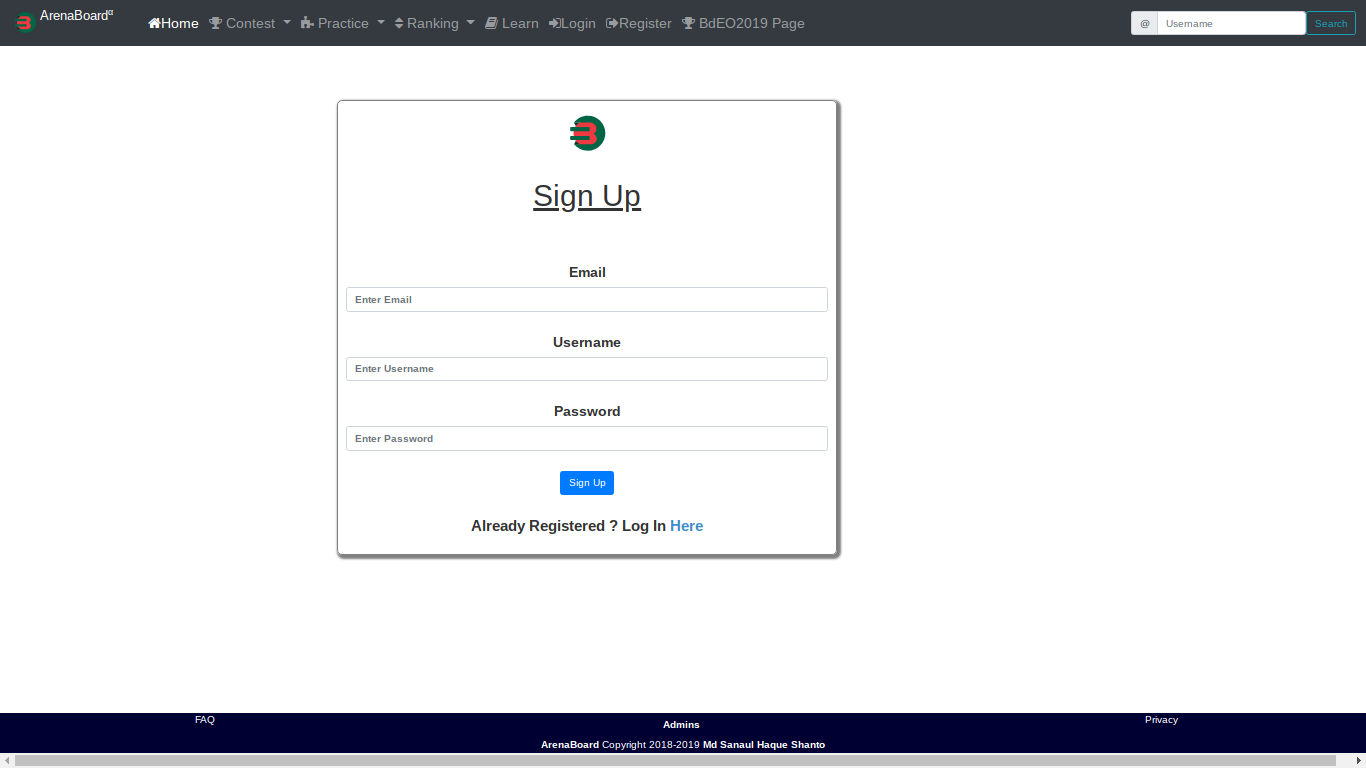 ArenaBoardα Home Contest Practice Ranking Learn Login Register BdEO2019 Page @ Username Search
Sign Up
Email
Enter Email
Username
Enter Username
Password
Enter Password
Sign Up
Already Registered ? Log In Here
FAQ Admins Privacy
ArenaBoard Copyright 2018-2019 Md Sanaul Haque Shanto